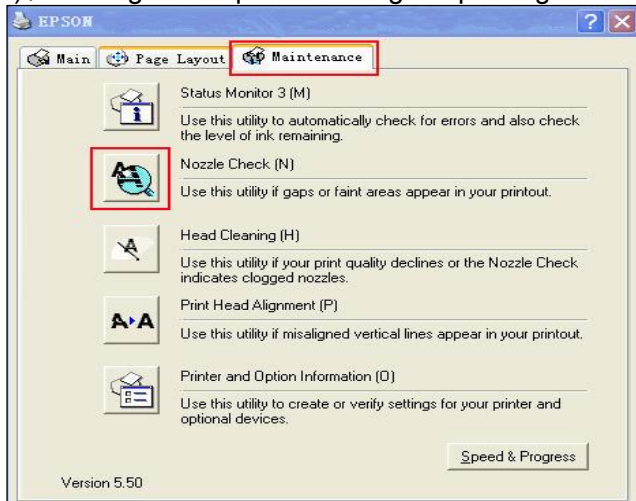 EPSON
Main Page Layout Maintenance
Status Monitor 3 (M)
Use this utility to automatically check for errors and also check
the level of ink remaining.
Nozzle Check (N)
Use this utility if gaps or faint areas appear in your printout.
Head Cleaning (H)
Use this utility if your print quality declines or the Nozzle Check
indicates clogged nozzles.
Print Head Alignment (P)
Use this utility if misaligned vertical lines appear in your printout.
Printer and Option Information (O)
Use this utility to create or verify settings for your printer and
optional devices.
Speed & Progress
Version 5.50